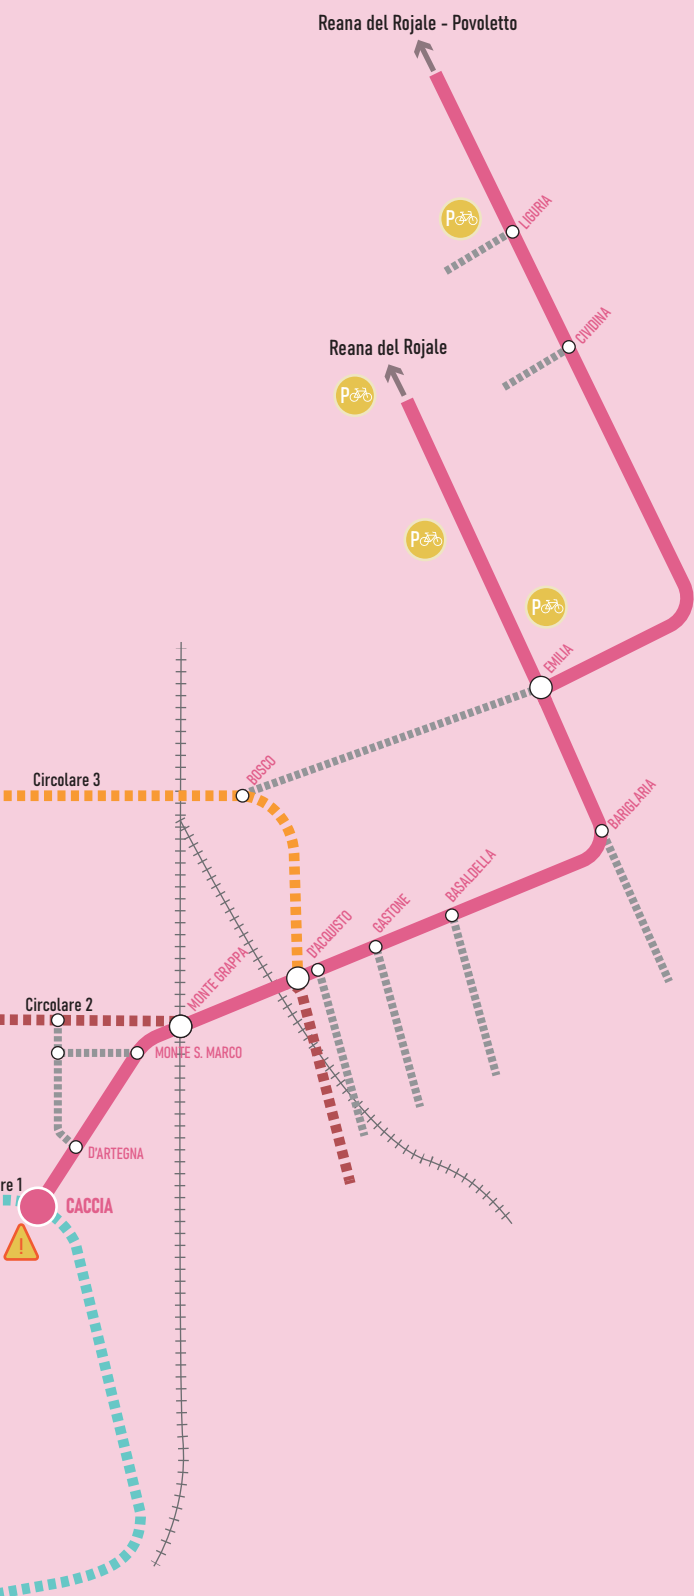 Reana del Rojale - Povoletto
LIGURIA
P
CIVIDINA
Reana del Rojale
P
P
P
EMILIA
BOSCO
Circolare 3
BARIGLARIA
BASALDELLA
GASTONE
D'ACQUISTO
MONTE GRAPPA
Circolare 2
MONTE S. MARCO
D'ARTEGNA
re 1
CACCIA
!